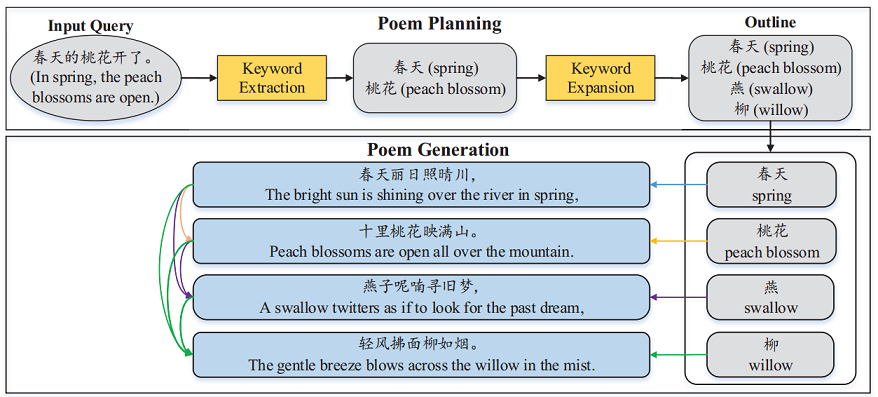 Poem Planning
Input Query
春天的桃花开了。
(In spring, the peach
blossoms are open.)
Keyword
Extraction
春天 (spring)
桃花 (peach blossom)
Keyword
Expansion
Outline
春天 (spring)
桃花 (peach blossom)
燕 (swallow)
柳 (willow)
Poem Generation
春天丽日照晴川，
The bright sun is shining over the river in spring,
春天
spring
十里桃花映满山。
Peach blossoms are open all over the mountain.
桃花
peach blossom
燕子呢喃寻旧梦，
A swallow twitters as if to look for the past dream,
燕
swallow
轻风拂面柳如烟。
The gentle breeze blows across the willow in the mist.
柳
willow